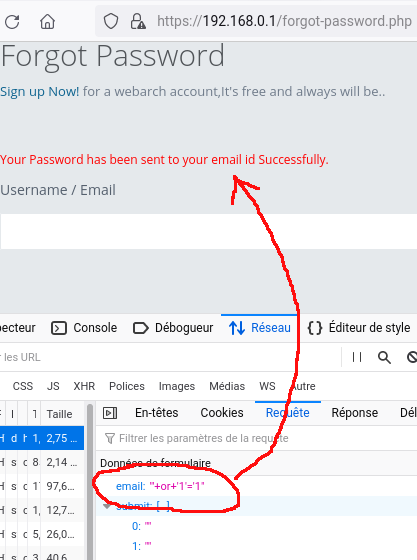 https://192.168.0.1/forgot-password.php
Forgot Password
Sign up Now! for a webarch account,It's free and always will be..
Your Password has been sent to your email id Successfully.
Username / Email
pecteur Console Débogueur Réseau Éditeur de style
r les URL
CSS JS XHR Polices Images Médias WS Autre
F l 1 Taille En-têtes Cookies Requête Réponse Dél
H d h 1, 2,75 … Filtrer les paramètres de la requête
H s c 8 2,14 … Données de formulaire
H s c 1 97,6… email: "'+or+'1'='1"
H s c 1, 12,7… submit: […]
H s c 5, 26,0… 0: ""
H s c 3 40,6 1: ""